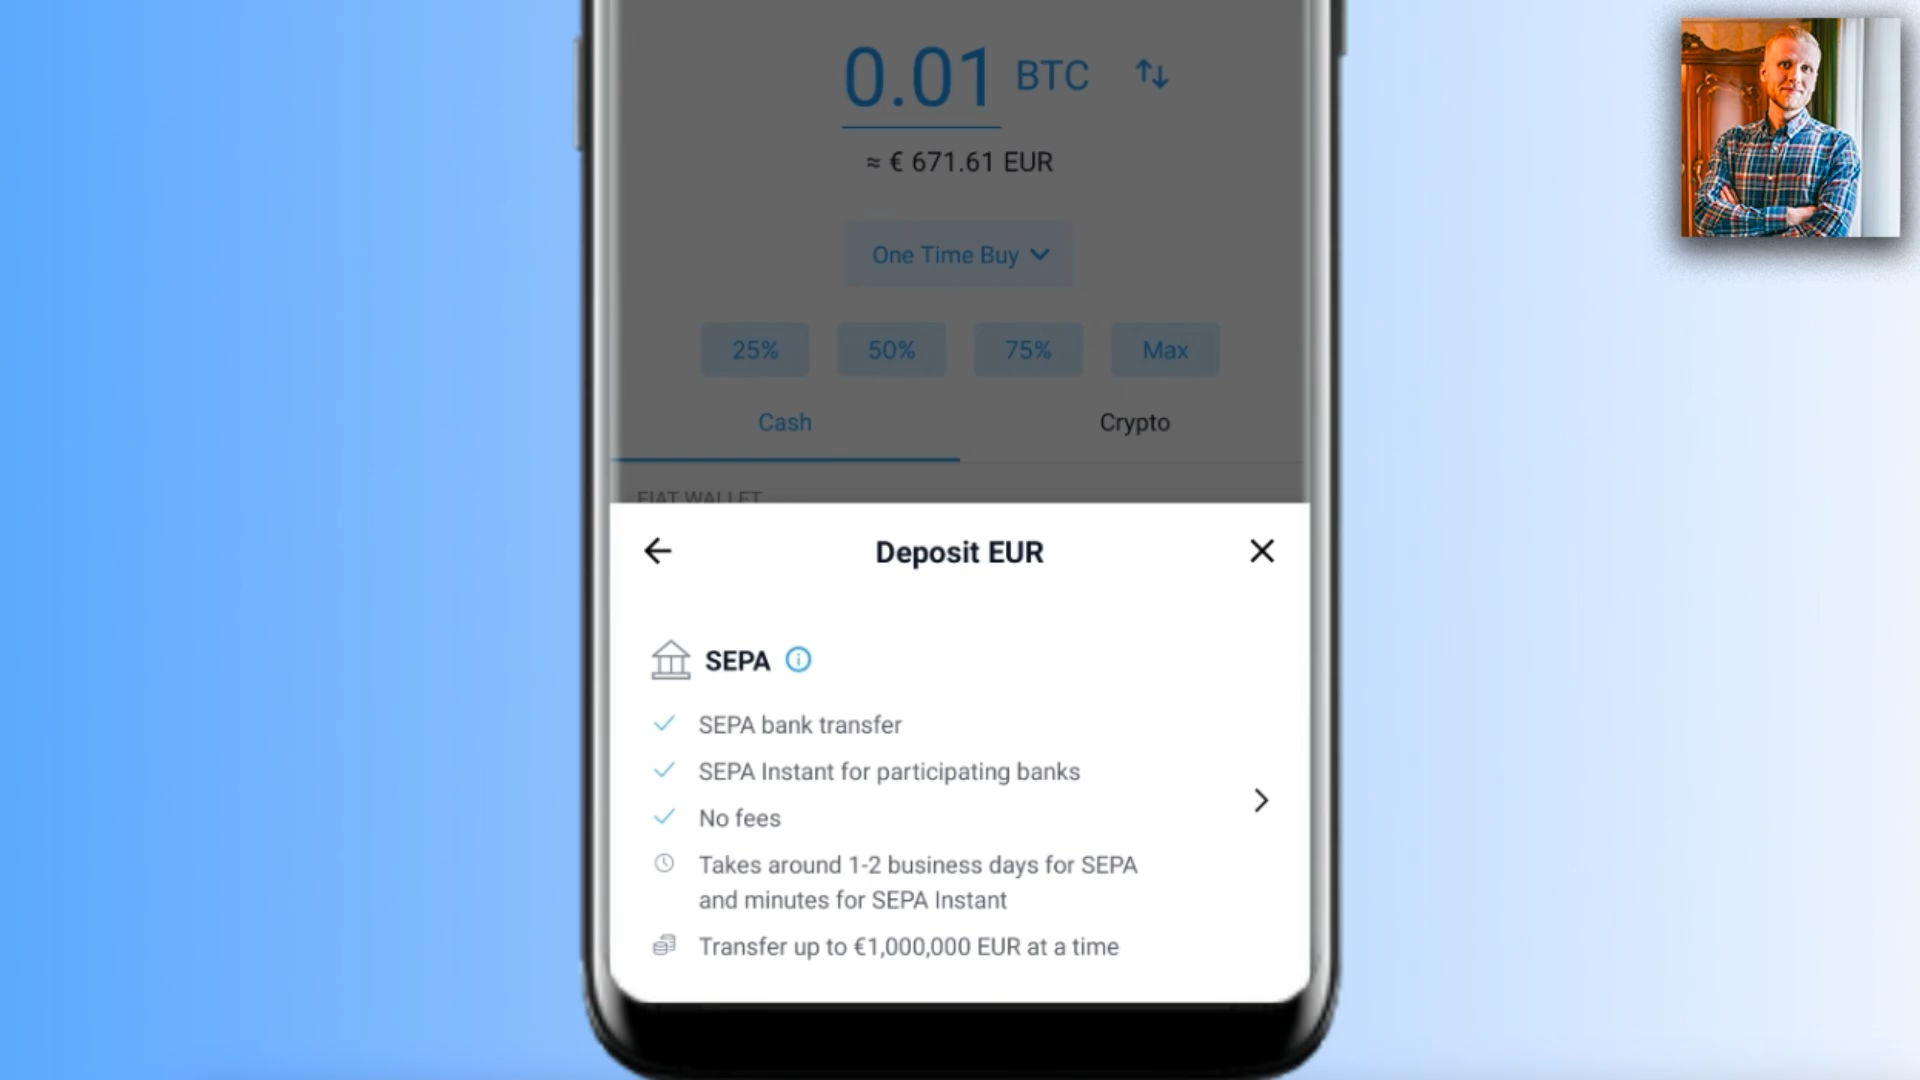 0.01 BTC
≈ € 671.61 EUR
One Time Buy
25% 50% 75% Max
Cash Crypto
FIAT WALLET
Deposit EUR
SEPA
SEPA bank transfer
SEPA Instant for participating banks
No fees
Takes around 1-2 business days for SEPA
and minutes for SEPA Instant
Transfer up to €1,000,000 EUR at a time